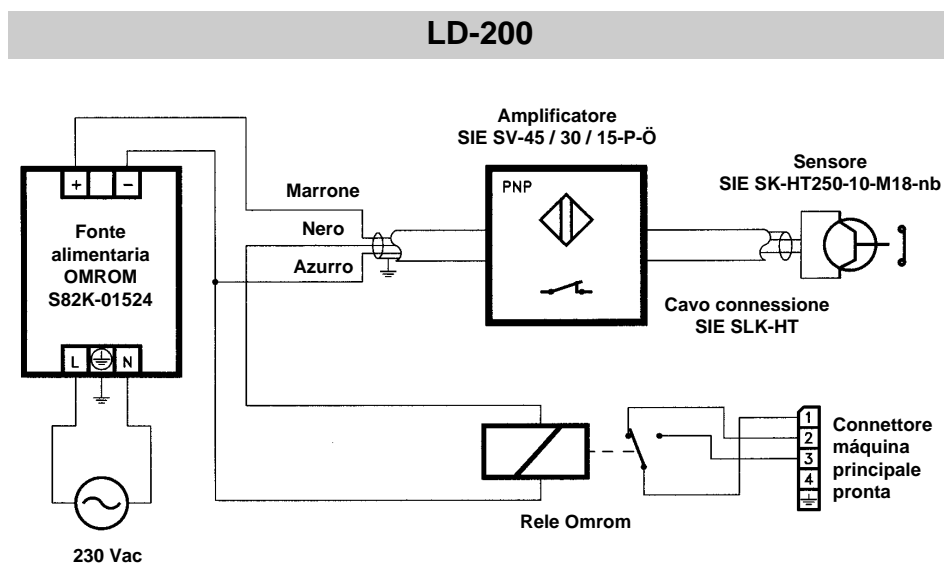 LD-200
Amplificatore
SIE SV-45 / 30 / 15-P-Ö
Sensore
SIE SK-HT250-10-M18-nb
+
−
PNP
Marrone
Nero
Azurro
Fonte
alimentaria
OMROM
S82K-01524
L
N
Cavo connessione
SIE SLK-HT
1
2
3
4
Connettore
máquina
principale
pronta
Rele Omrom
230 Vac